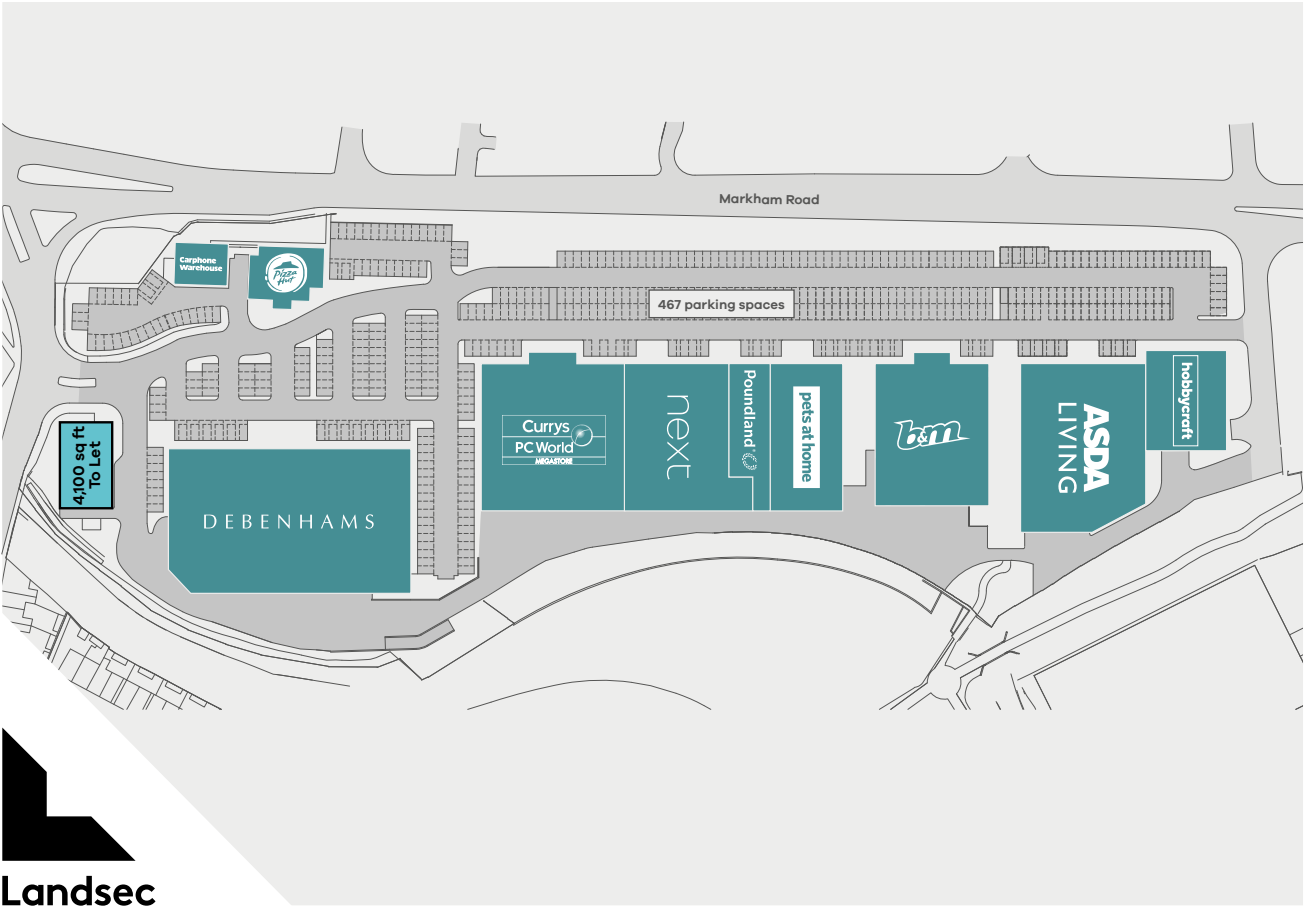 Markham Road
Carphone
Warehouse
Pizza
Hut
467 parking spaces
4,100 sq ft
To Let
DEBENHAMS
Currys
PC World
MEGASTORE
next
Poundland
pets at home
b&m
ASDA
LIVING
hobbycraft
Landsec